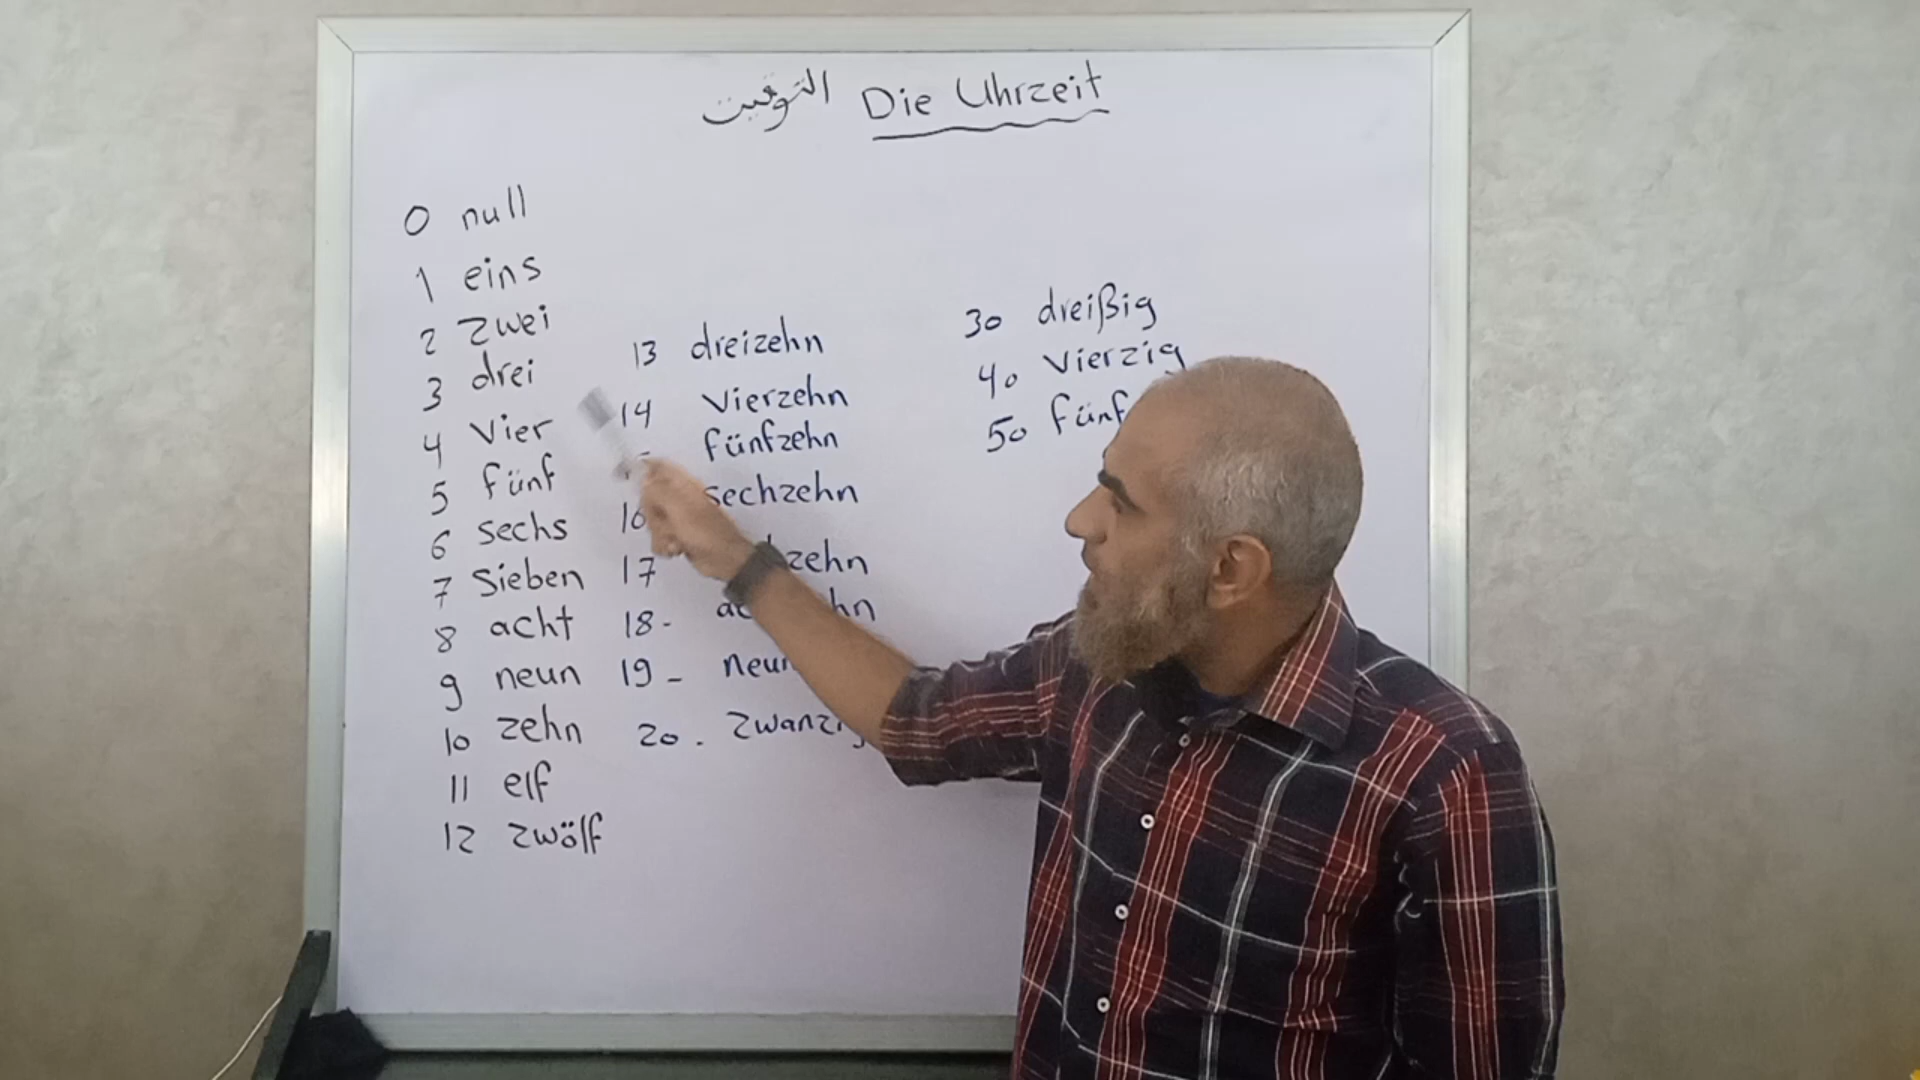 التوقيت Die Uhrzeit
0 null
1 eins
2 zwei
3 drei
4 vier
5 fünf
6 sechs
7 Sieben
8 acht
9 neun
10 zehn
11 elf
12 zwölf
13 dreizehn
14 vierzehn
fünfzehn
16 sechzehn
17
18-
19-
20. zwanzig
30 dreißig
40 vierzig
50